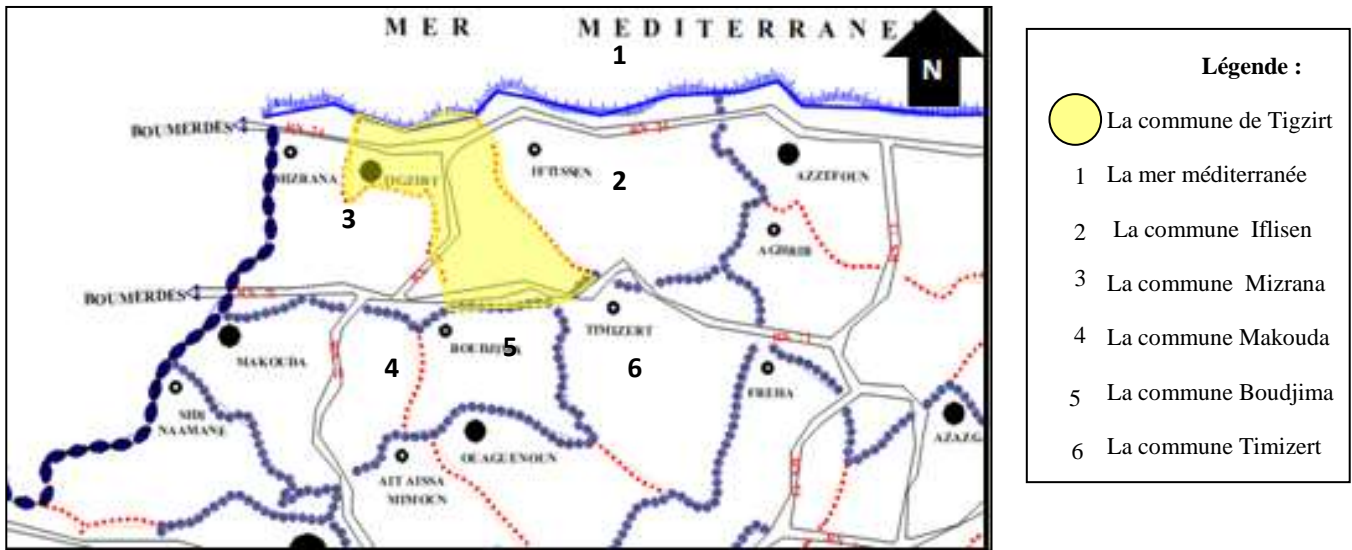 MER MEDITERRANE
1
N
BOUMERDES
MIZRANA
TIGZIRT
IFTISSEN
2
AZZEFOUN
3
AGHRIB
BOUMERDES
TIMIZERT
MAKOUDA
4
BOUDJIMA
5
6
FREHA
SIDI
NAAMANE
OUAGUENOUN
AZAZG
AIT AISSA
MIMOUN
Légende :
La commune de Tigzirt
1 La mer méditerranée
2 La commune Iflisen
3 La commune Mizrana
4 La commune Makouda
5 La commune Boudjima
6 La commune Timizert